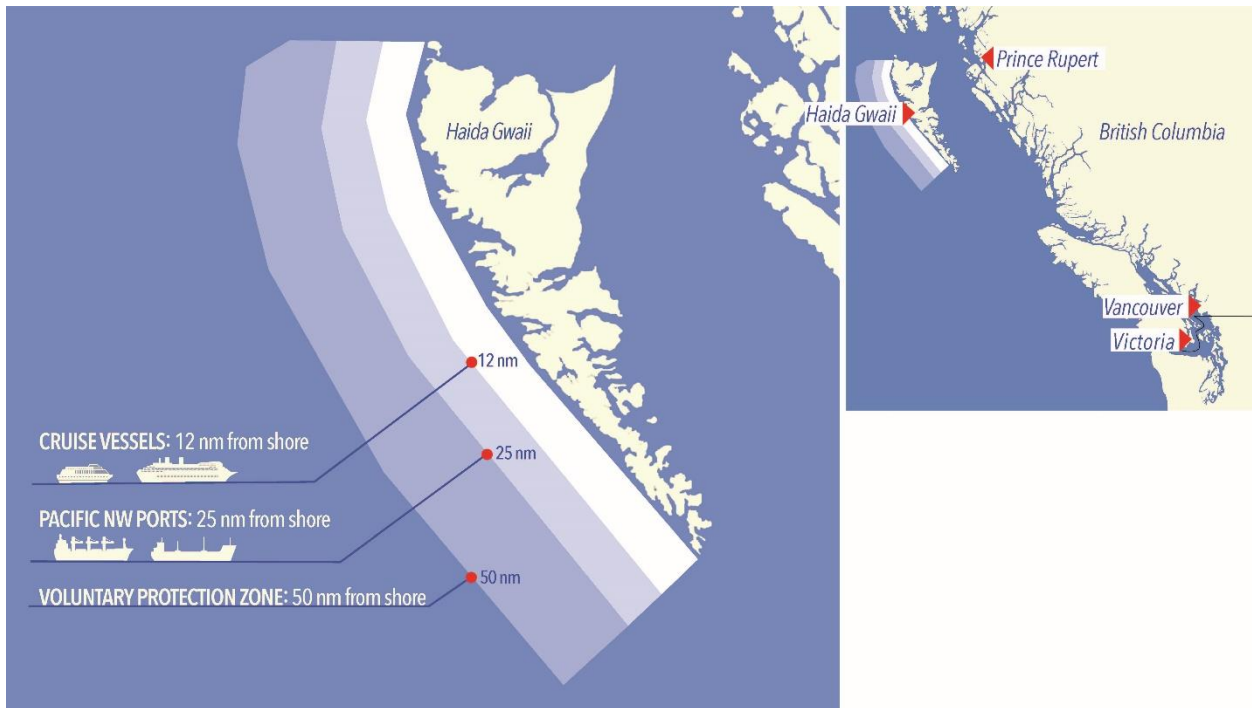 Haida Gwaii
12 nm
25 nm
50 nm
CRUISE VESSELS: 12 nm from shore
PACIFIC NW PORTS: 25 nm from shore
VOLUNTARY PROTECTION ZONE: 50 nm from shore
Prince Rupert
Haida Gwaii
British Columbia
Vancouver
Victoria